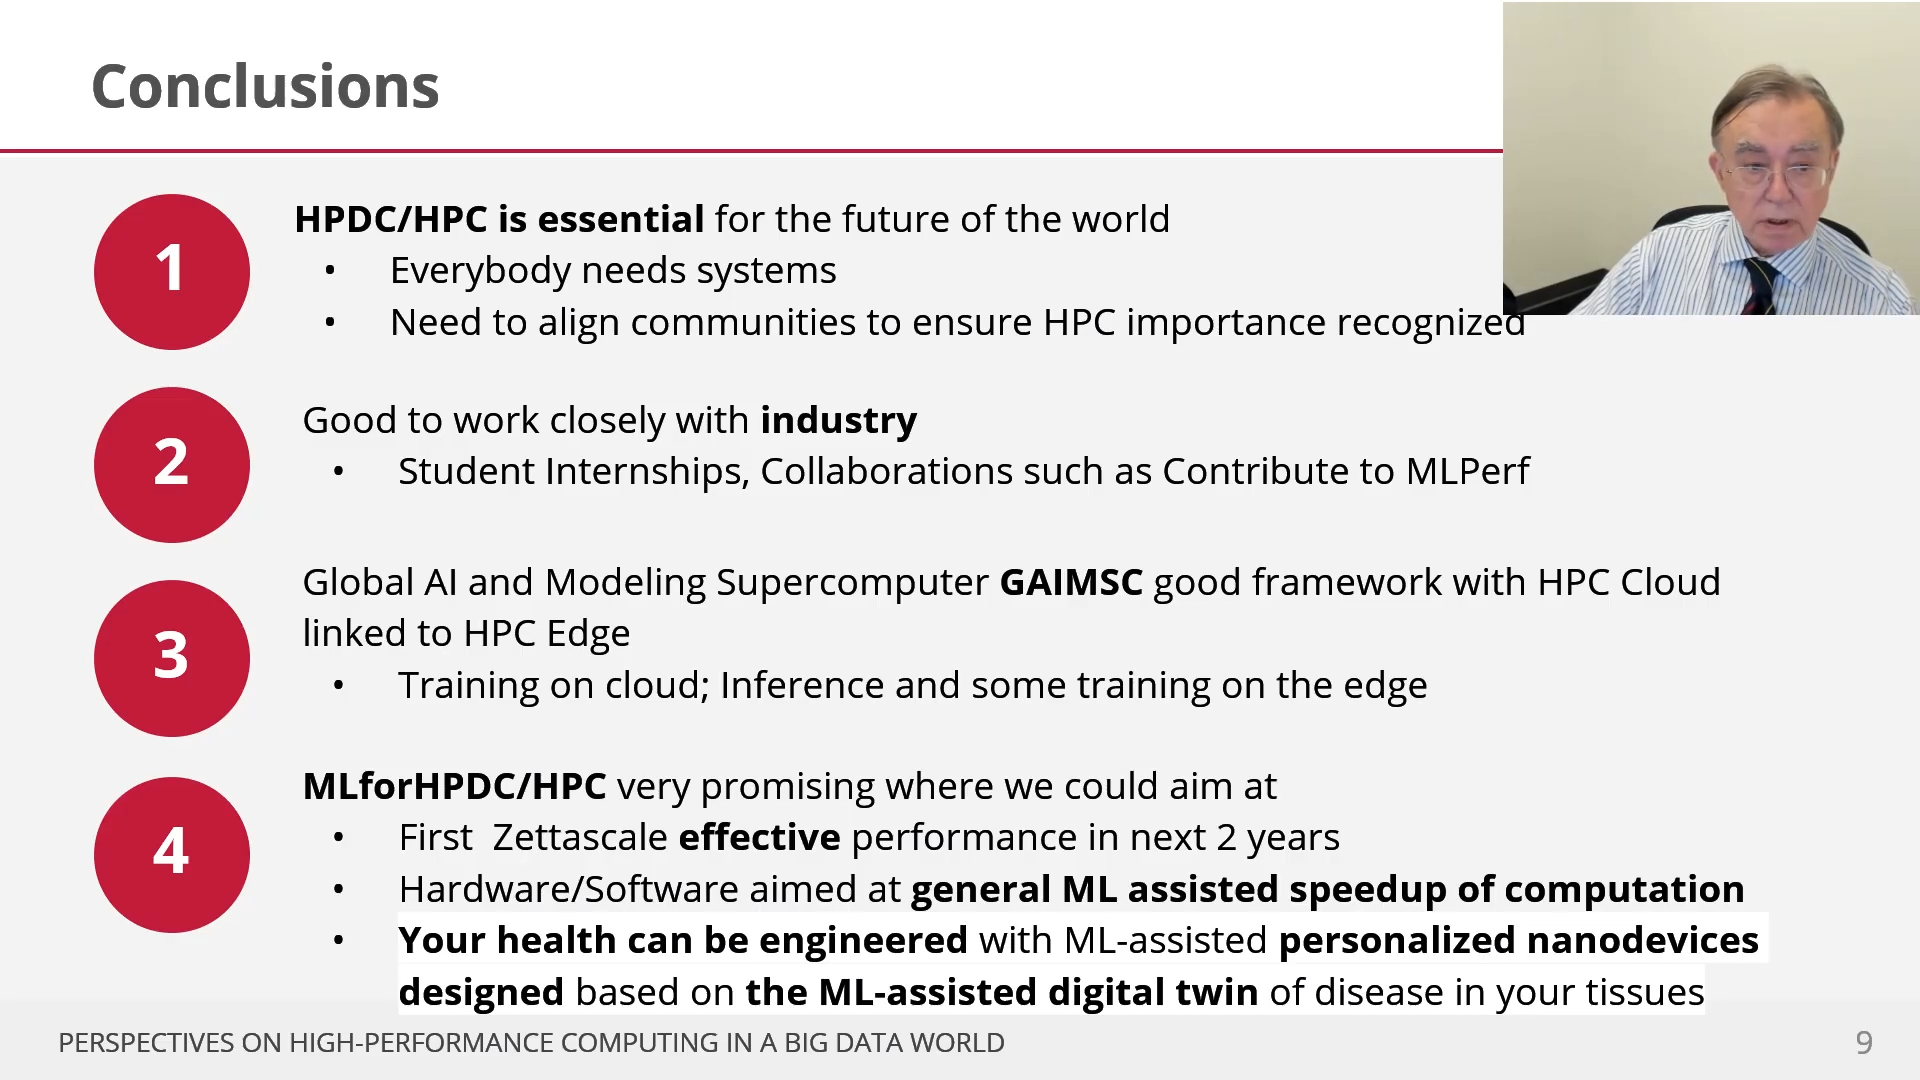 Conclusions
1
HPDC/HPC is essential for the future of the world
• Everybody needs systems
• Need to align communities to ensure HPC importance recognized
2
Good to work closely with industry
• Student Internships, Collaborations such as Contribute to MLPerf
3
Global AI and Modeling Supercomputer GAIMSC good framework with HPC Cloud
linked to HPC Edge
• Training on cloud; Inference and some training on the edge
4
MLforHPDC/HPC very promising where we could aim at
• First Zettascale effective performance in next 2 years
• Hardware/Software aimed at general ML assisted speedup of computation
• Your health can be engineered with ML-assisted personalized nanodevices
designed based on the ML-assisted digital twin of disease in your tissues
PERSPECTIVES ON HIGH-PERFORMANCE COMPUTING IN A BIG DATA WORLD
9